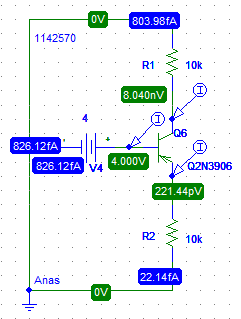 0V
803.98fA
1142570
R1
10k
8.040nV
I
4
I
Q6
826.12fA
-
+
826.12fA
V4
4.000V
I
Q2N3906
221.44pV
R2
10k
Anas
22.14fA
0V